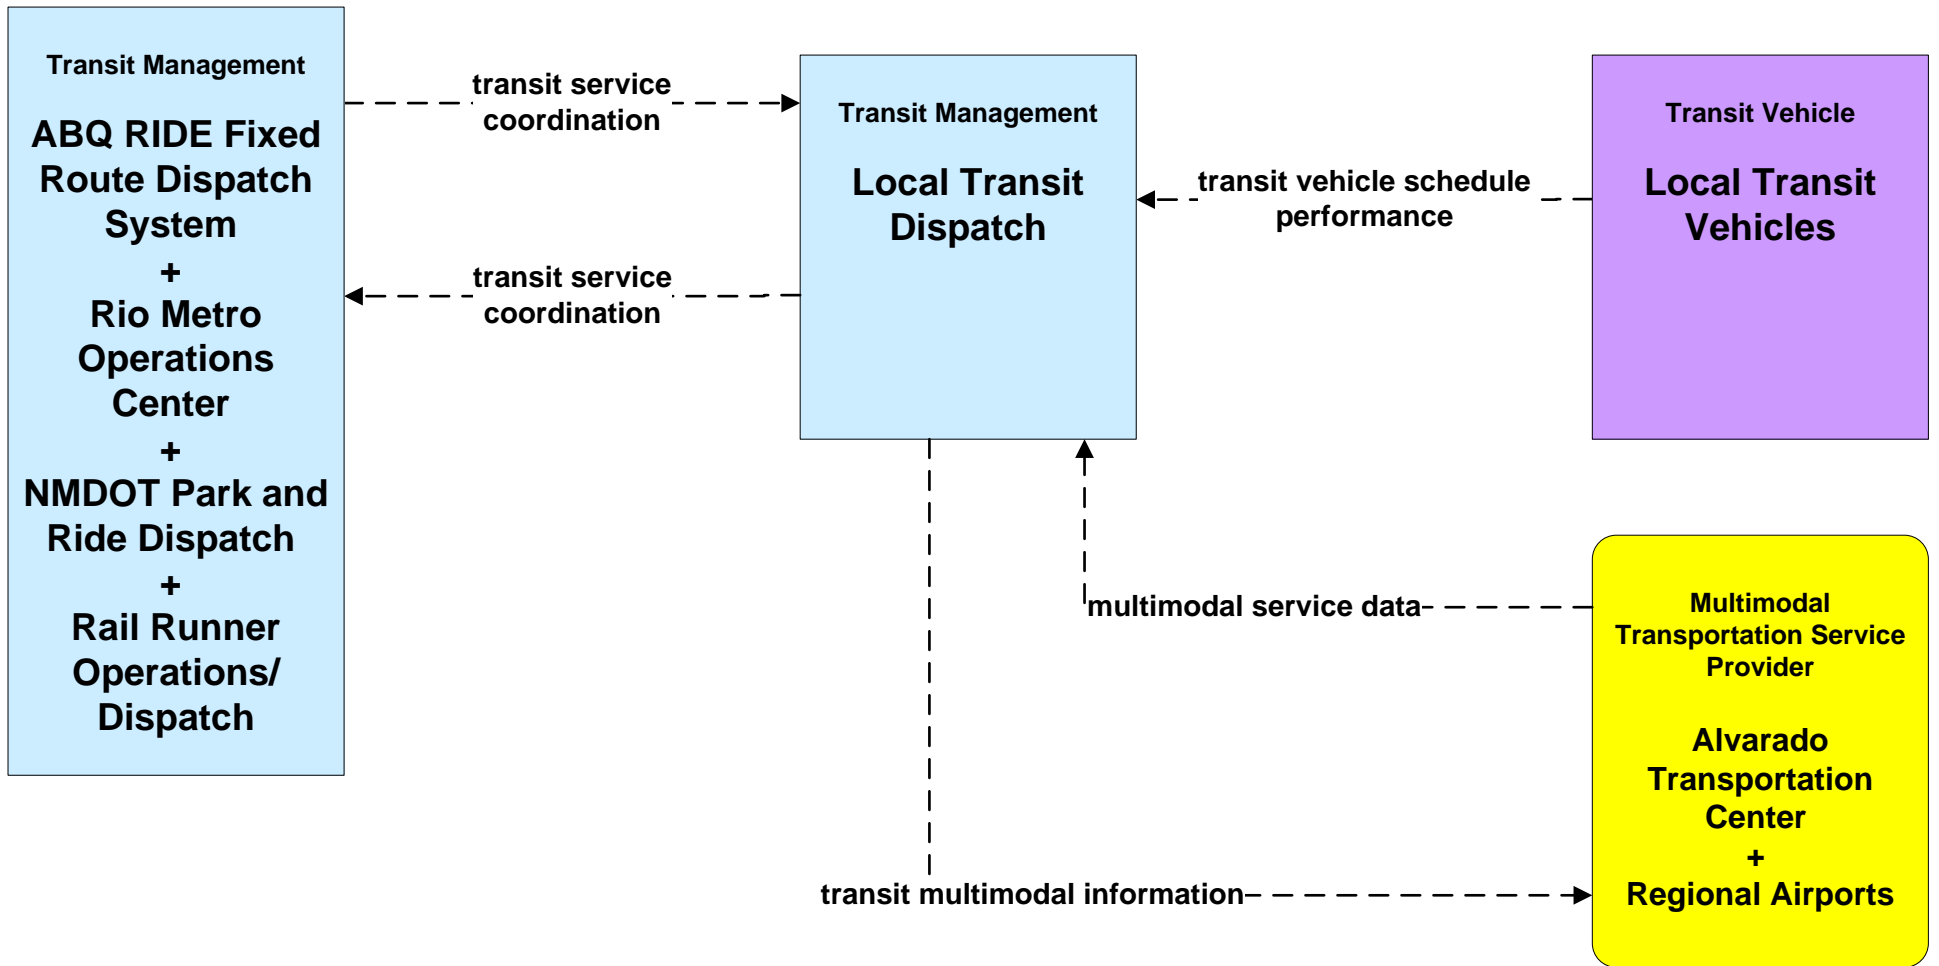 Transit Management
ABQ RIDE Fixed
Route Dispatch
System
+
Rio Metro
Operations
Center
+
NMDOT Park and
Ride Dispatch
+
Rail Runner
Operations/
Dispatch
transit service
coordination
transit service
coordination
Transit Management
Local Transit
Dispatch
transit vehicle schedule
performance
Transit Vehicle
Local Transit
Vehicles
multimodal service data
transit multimodal information
Multimodal
Transportation Service
Provider
Alvarado
Transportation
Center
+
Regional Airports